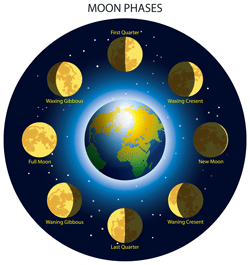 MOON PHASES
First Quarter
Waxing Gibbous
Waxing Cresent
Full Moon
New Moon
Waning Gibbous
Waning Cresent
Last Quarter